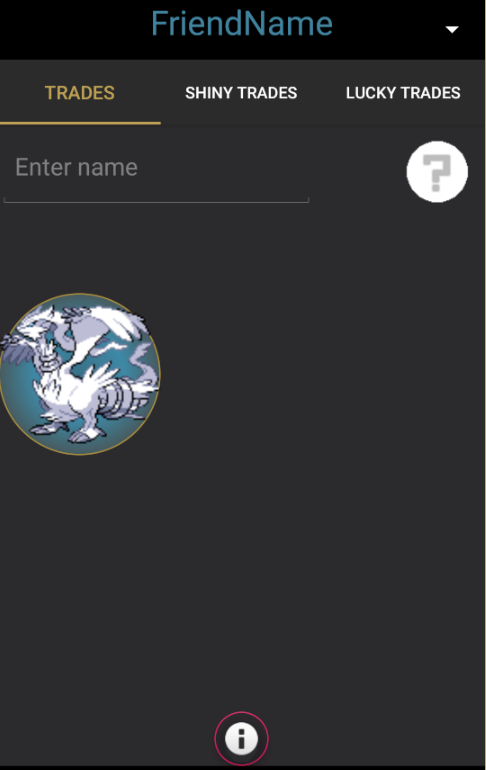 FriendName
TRADES SHINY TRADES LUCKY TRADES
Enter name
?
i